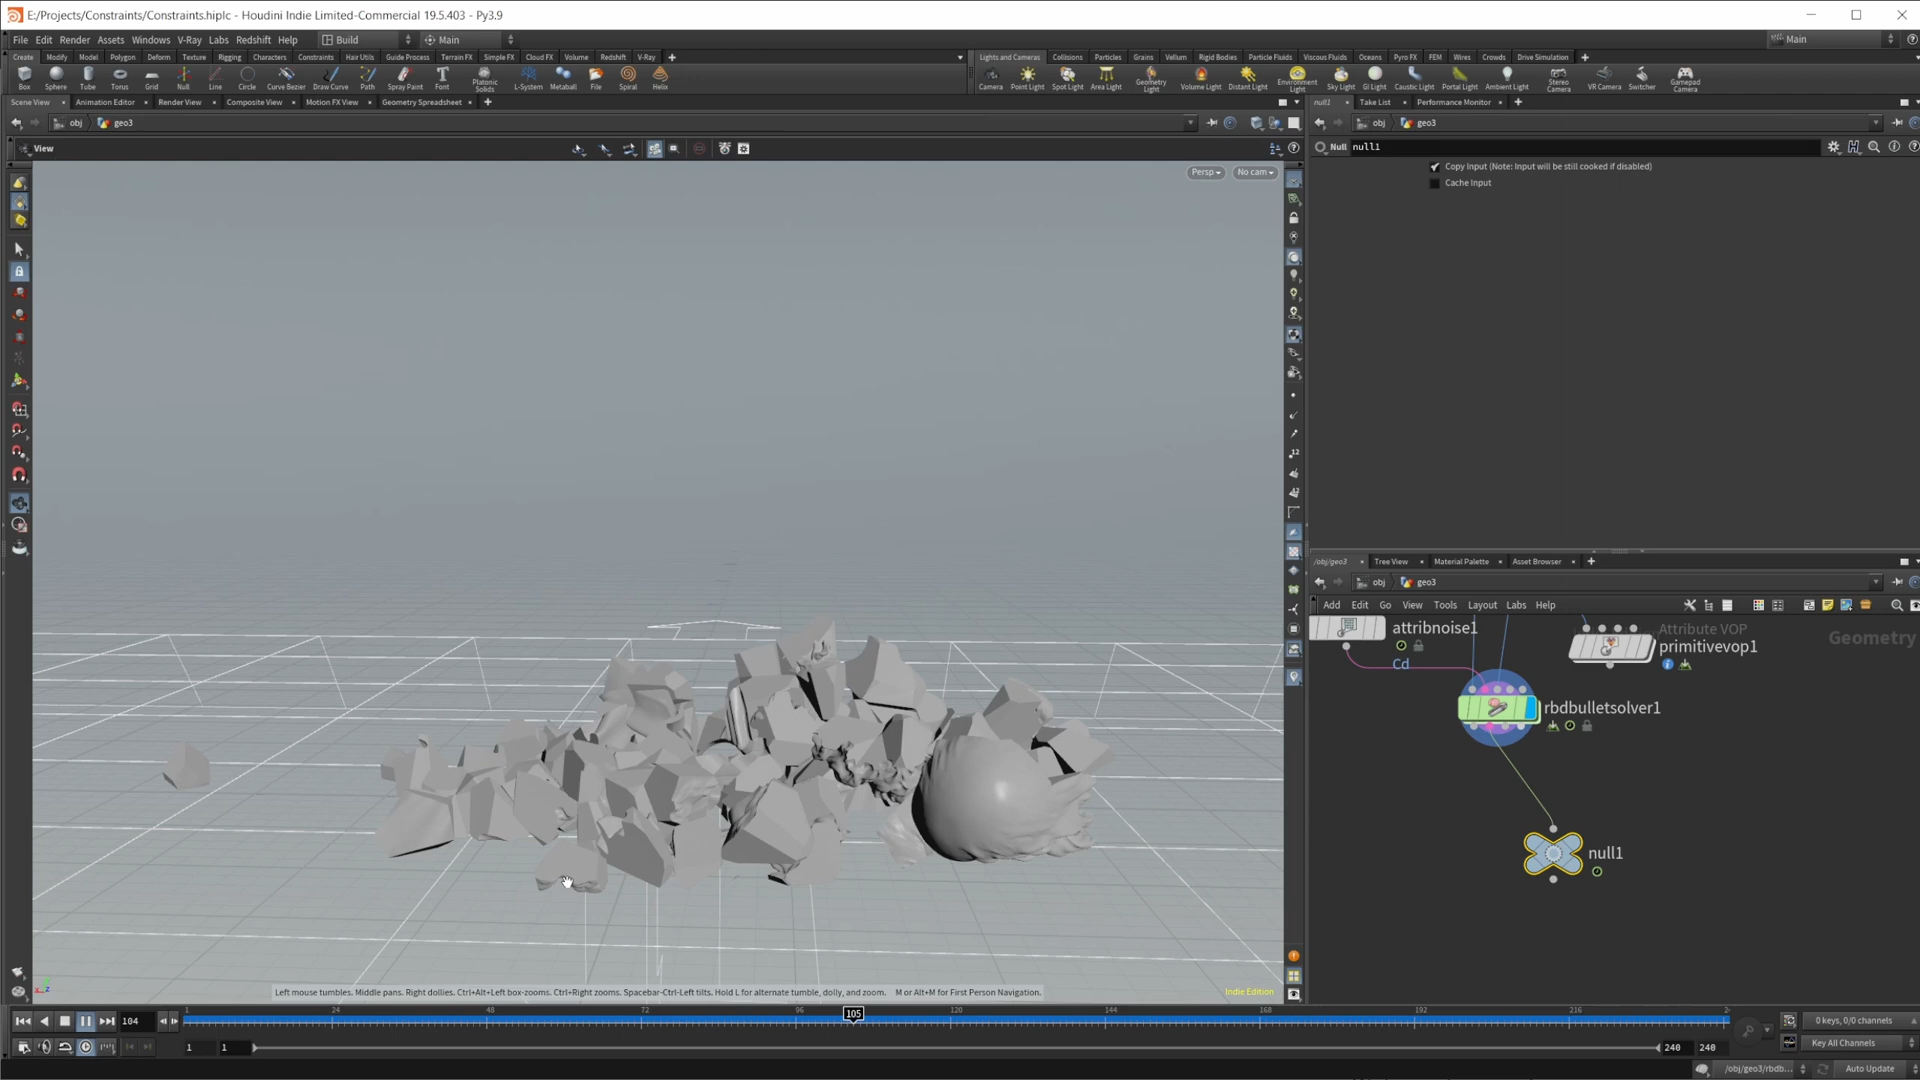 E:/Projects/Constraints/Constraints.hiplc - Houdini Indie Limited-Commercial 19.5.403 - Py3.9
File Edit Render Assets Windows V-Ray Labs Redshift Help Build Main Main
Create Modify Model Polygon Deform Texture Rigging Characters Constraints Hair Utils Guide Process Terrain FX Simple FX Cloud FX Volume Redshift V-Ray
Lights and Cameras Collisions Particles Grains Vellum Rigid Bodies Particle Fluids Viscous Fluids Oceans Pyro FX FEM Wires Crowds Drive Simulation
Box Sphere Tube Torus Grid Null Line Circle Curve Bezier Draw Curve Path Spray Paint Font Platonic Solids L-System Metaball File Spiral Helix
Camera Point Light Spot Light Area Light Geometry Light Volume Light Distant Light Environment Light Sky Light GI Light Caustic Light Portal Light Ambient Light Stereo Camera VR Camera Switcher Gamepad Camera
Scene View Animation Editor Render View Composite View Motion FX View Geometry Spreadsheet
null1 Take List Performance Monitor
obj geo3
obj geo3
View
Null null1
Copy Input (Note: Input will be still cooked if disabled)
Cache Input
Persp No cam
/obj/geo3 Tree View Material Palette Asset Browser
obj geo3
Add Edit Go View Tools Layout Labs Help
attribnoise1
Cd
Attribute VOP
primitivevop1
Geometry
rbdbulletsolver1
null1
Left mouse tumbles. Middle pans. Right dollies. Ctrl+Alt+Left box-zooms. Ctrl+Right zooms. Spacebar-Ctrl-Left tilts. Hold L for alternate tumble, dolly, and zoom. M or Alt+M for First Person Navigation.
Indie Edition
104
1 24 48 72 96 105 120 144 168 192 216
0 keys, 0/0 channels
1 1 240 240
Key All Channels
/obj/geo3/rbdb... Auto Update